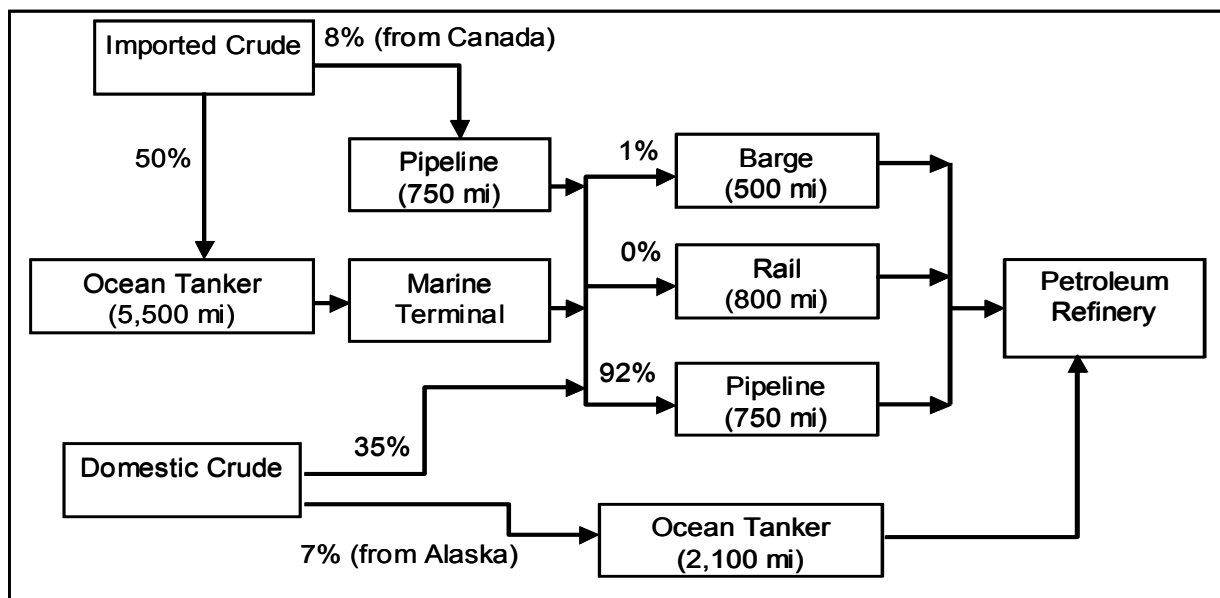 Imported Crude
8% (from Canada)
50%
Pipeline
(750 mi)
1%
Barge
(500 mi)
0%
Rail
(800 mi)
Ocean Tanker
(5,500 mi)
Marine
Terminal
Petroleum
Refinery
92%
Pipeline
(750 mi)
35%
Domestic Crude
7% (from Alaska)
Ocean Tanker
(2,100 mi)